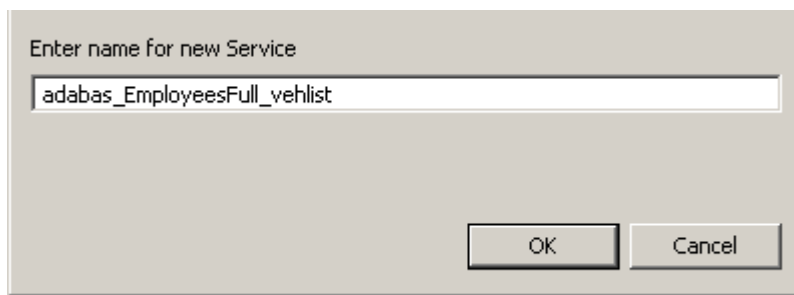 Enter name for new Service
adabas_EmployeesFull_vehlist
OK
Cancel